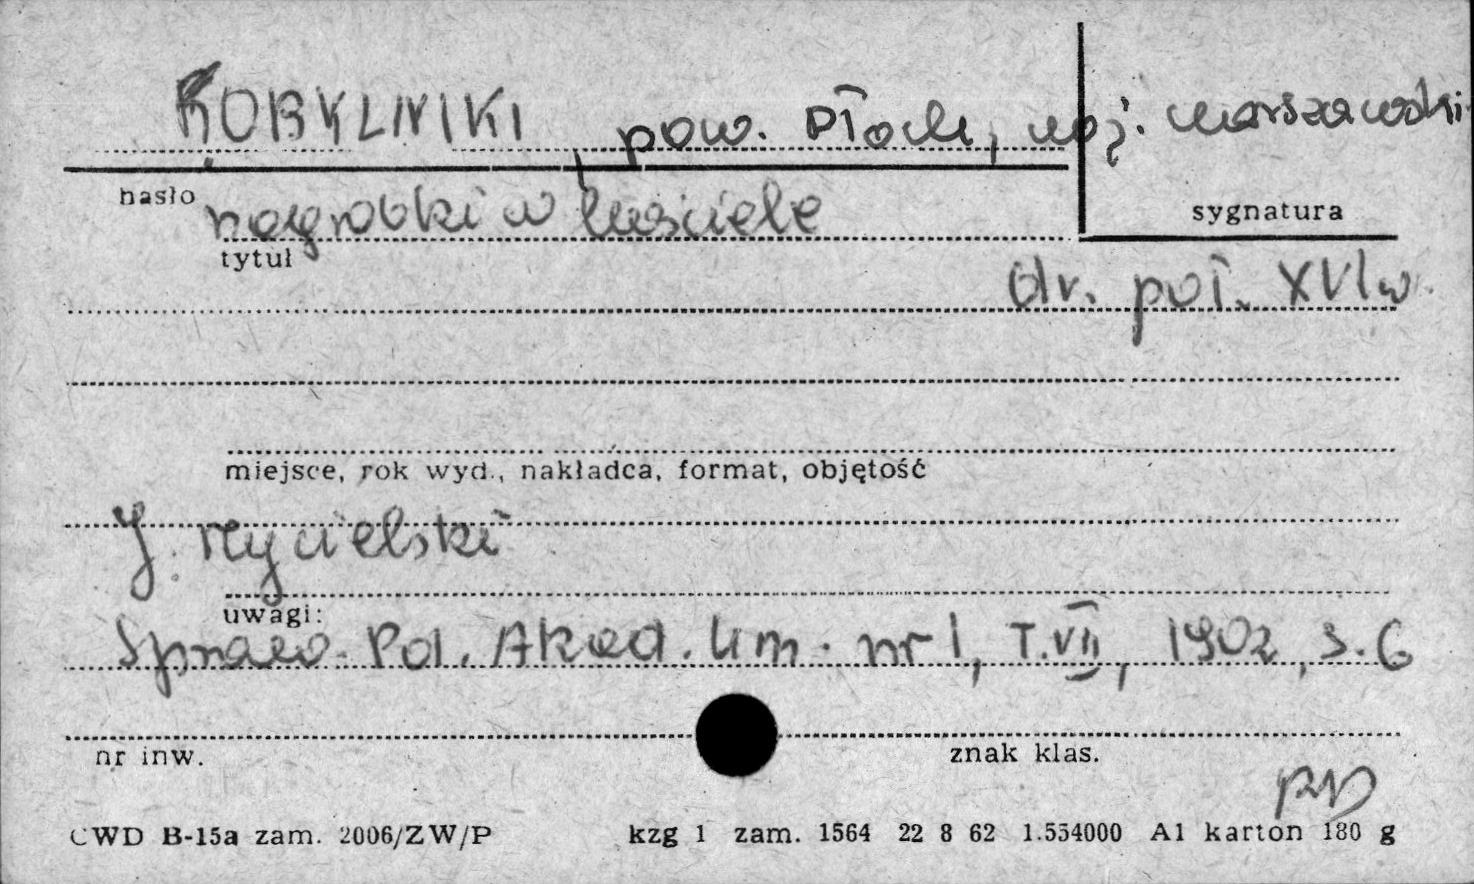 KOBYLNIKI, pow. Płock, woj. warszawski
hasło
nagrobki w kościele
sygnatura
tytuł
dr. poł. XVI w.
miejsce, rok wyd., nakładca, format, objętość
J. Mycielski
uwagi:
Sprawo. Pol. Akad. Um. nr 1, T. VII, 1902, s. 6
nr inw.
znak klas.
CWD B-15a zam. 2006/ZW/P
kzg 1 zam. 1564 22 8 62 1.554000 A1 karton 180 g